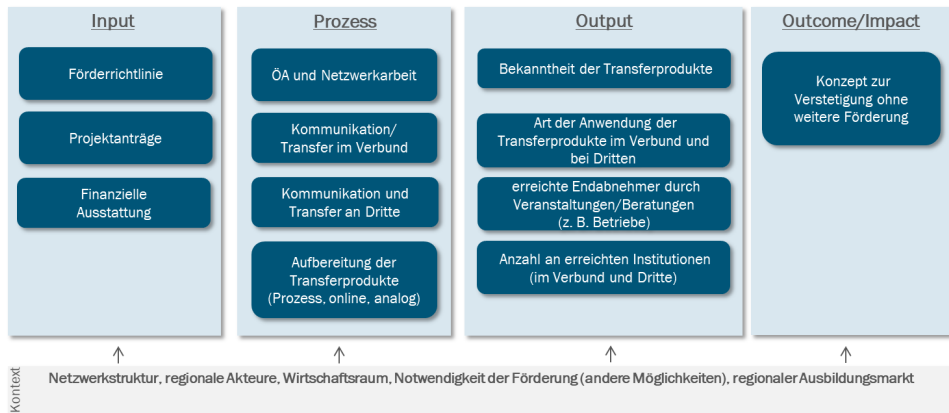 Input
Förderrichtlinie
Projektanträge
Finanzielle
Ausstattung
Prozess
ÖA und Netzwerkarbeit
Kommunikation/
Transfer im Verbund
Kommunikation und
Transfer an Dritte
Aufbereitung der
Transferprodukte
(Prozess, online, analog)
Output
Bekanntheit der Transferprodukte
Art der Anwendung der
Transferprodukte im Verbund und
bei Dritten
erreichte Endabnehmer durch
Veranstaltungen/Beratungen
(z. B. Betriebe)
Anzahl an erreichten Institutionen
(im Verbund und Dritte)
Outcome/Impact
Konzept zur
Verstetigung ohne
weitere Förderung
Kontext
Netzwerkstruktur, regionale Akteure, Wirtschaftsraum, Notwendigkeit der Förderung (andere Möglichkeiten), regionaler Ausbildungsmarkt